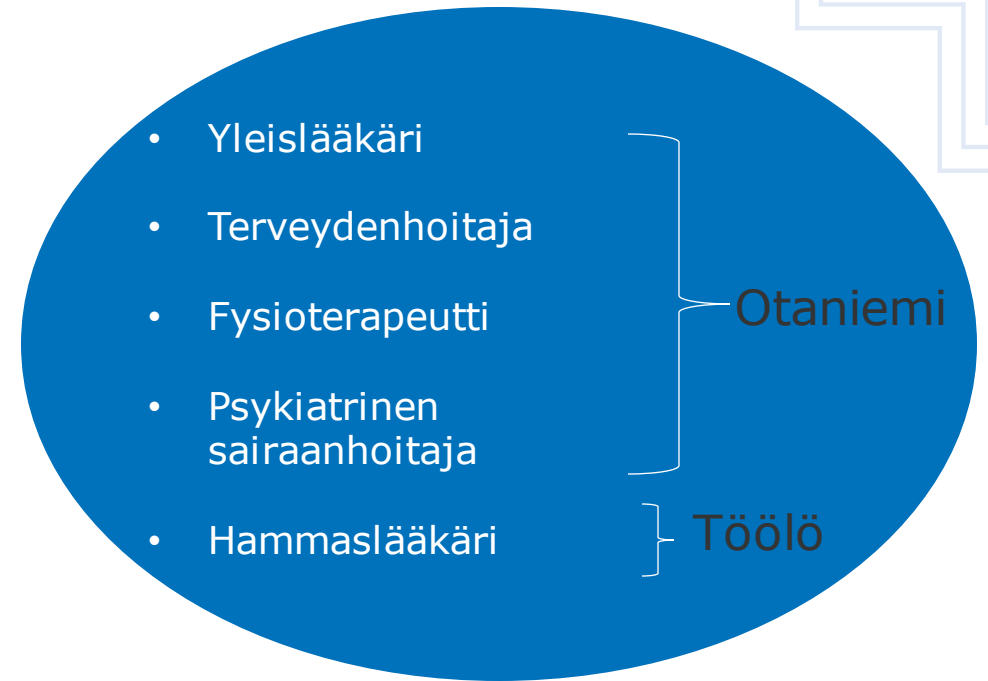 • Yleislääkäri
• Terveydenhoitaja
• Fysioterapeutti
• Psykiatrinen
sairaanhoitaja
• Hammaslääkäri
Otaniemi
Töölö